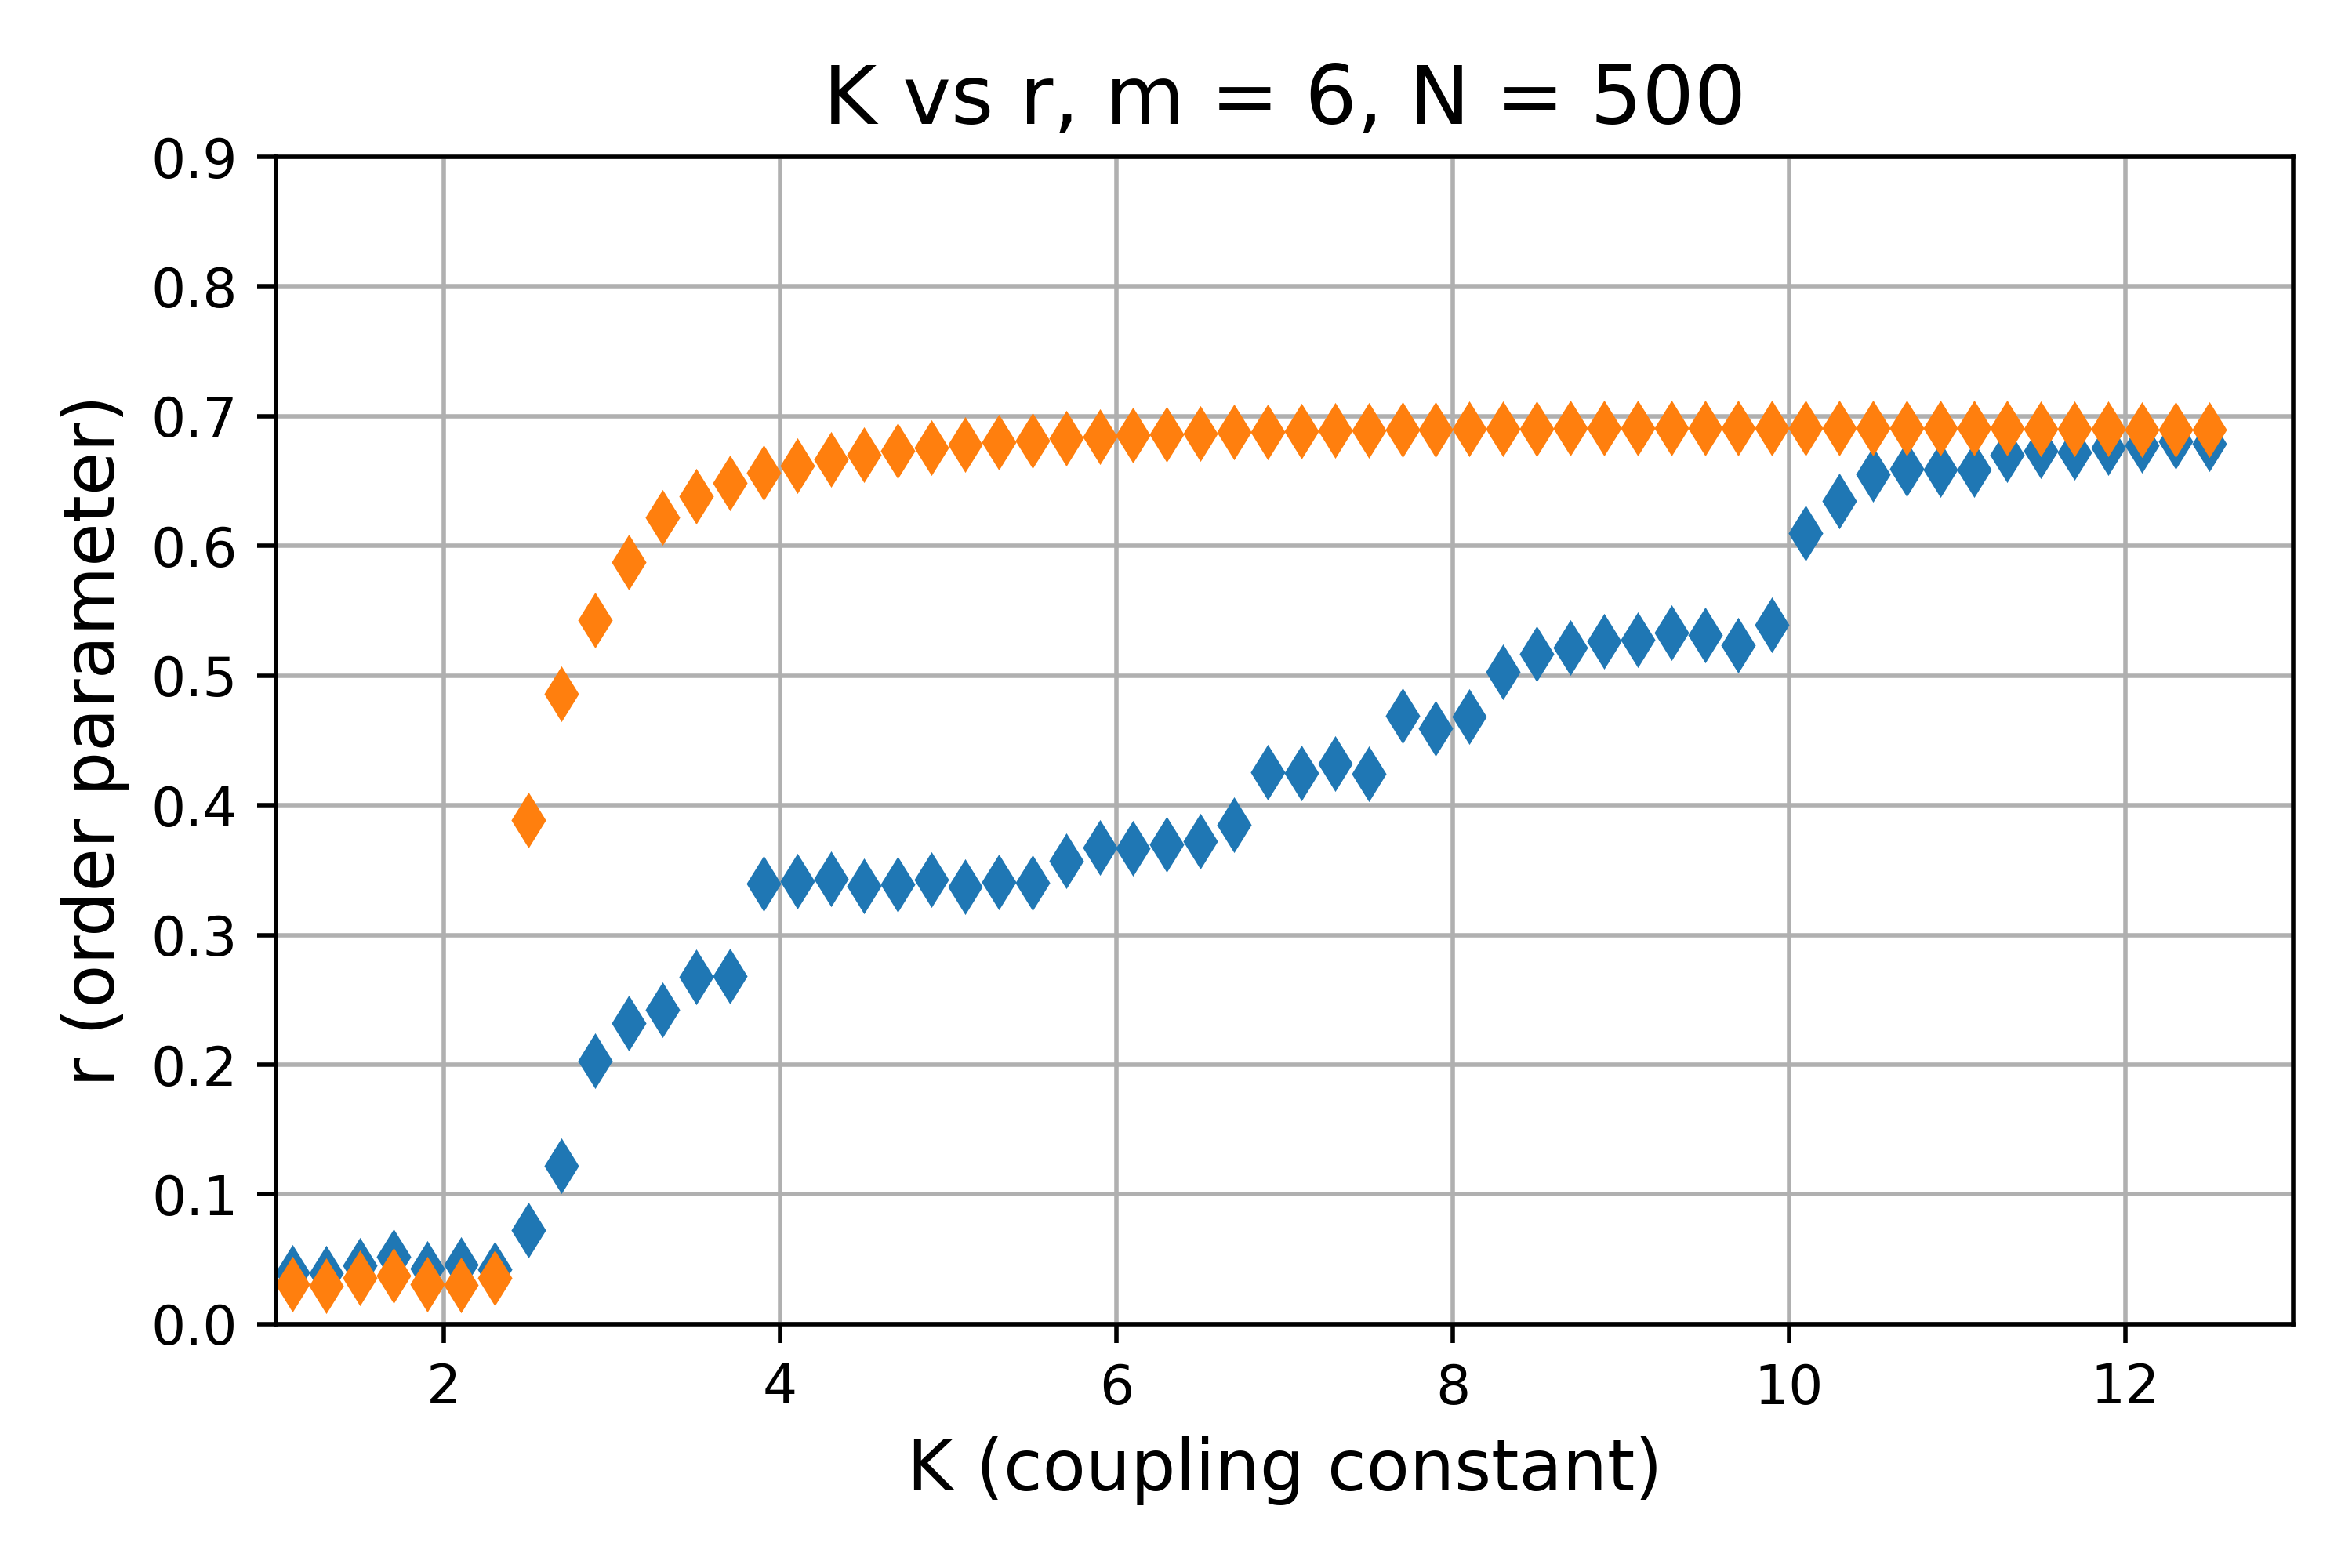 K vs r, m = 6, N = 500
0.9
0.8
0.7
0.6
0.5
0.4
0.3
0.2
0.1
0.0
r (order parameter)
2 4 6 8 10 12
K (coupling constant)